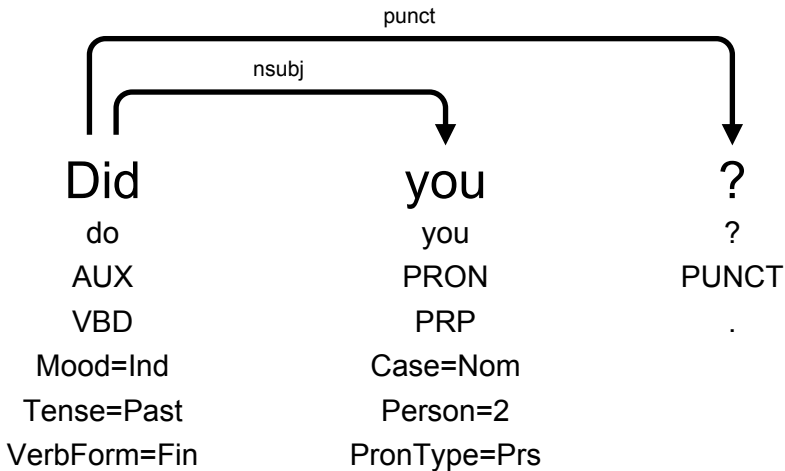 punct
nsubj
Did you ?
do you ?
AUX PRON PUNCT
VBD PRP .
Mood=Ind Case=Nom
Tense=Past Person=2
VerbForm=Fin PronType=Prs